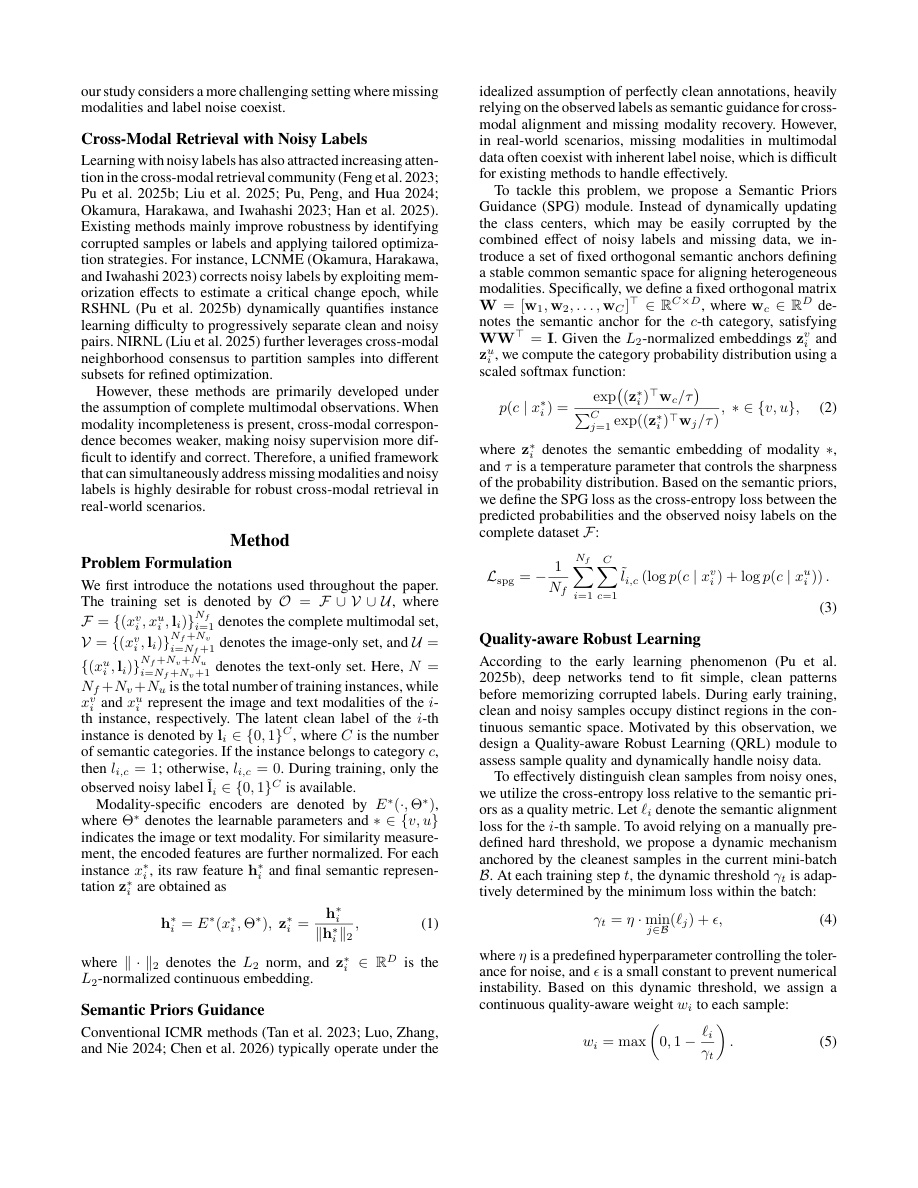 our study considers a more challenging setting where missing
modalities and label noise coexist.
Cross-Modal Retrieval with Noisy Labels
Learning with noisy labels has also attracted increasing atten-
tion in the cross-modal retrieval community (Feng et al. 2023;
Pu et al. 2025b; Liu et al. 2025; Pu, Peng, and Hua 2024;
Okamura, Harakawa, and Iwahashi 2023; Han et al. 2025).
Existing methods mainly improve robustness by identifying
corrupted samples or labels and applying tailored optimiza-
tion strategies. For instance, LCNME (Okamura, Harakawa,
and Iwahashi 2023) corrects noisy labels by exploiting mem-
orization effects to estimate a critical change epoch, while
RSHNL (Pu et al. 2025b) dynamically quantifies instance
learning difficulty to progressively separate clean and noisy
pairs. NIRNL (Liu et al. 2025) further leverages cross-modal
neighborhood consensus to partition samples into different
subsets for refined optimization.
However, these methods are primarily developed under
the assumption of complete multimodal observations. When
modality incompleteness is present, cross-modal correspon-
dence becomes weaker, making noisy supervision more dif-
ficult to identify and correct. Therefore, a unified framework
that can simultaneously address missing modalities and noisy
labels is highly desirable for robust cross-modal retrieval in
real-world scenarios.
Method
Problem Formulation
We first introduce the notations used throughout the paper.
The training set is denoted by 𝒪 = ℱ ∪ 𝒱 ∪ 𝒰, where
ℱ = {(x_i^v, x_i^u, l_i)}_{i=1}^{N_f} denotes the complete multimodal set,
𝒱 = {(x_i^v, l_i)}_{i=N_f+1}^{N_f+N_v} denotes the image-only set, and 𝒰 =
{(x_i^u, l_i)}_{i=N_f+N_v+1}^{N_f+N_v+N_u} denotes the text-only set. Here, N =
N_f + N_v + N_u is the total number of training instances, while
x_i^v and x_i^u represent the image and text modalities of the i-
th instance, respectively. The latent clean label of the i-th
instance is denoted by l_i ∈ {0, 1}^C, where C is the number
of semantic categories. If the instance belongs to category c,
then l_{i,c} = 1; otherwise, l_{i,c} = 0. During training, only the
observed noisy label l̃_i ∈ {0, 1}^C is available.
Modality-specific encoders are denoted by E^*(·, Θ^*),
where Θ^* denotes the learnable parameters and * ∈ {v, u}
indicates the image or text modality. For similarity measure-
ment, the encoded features are further normalized. For each
instance x_i^*, its raw feature h_i^* and final semantic represen-
tation z_i^* are obtained as
h_i^* = E^*(x_i^*, Θ^*), z_i^* = h_i^* / ‖h_i^*‖_2, (1)
where ‖ · ‖_2 denotes the L_2 norm, and z_i^* ∈ ℝ^D is the
L_2-normalized continuous embedding.
Semantic Priors Guidance
Conventional ICMR methods (Tan et al. 2023; Luo, Zhang,
and Nie 2024; Chen et al. 2026) typically operate under the
idealized assumption of perfectly clean annotations, heavily
relying on the observed labels as semantic guidance for cross-
modal alignment and missing modality recovery. However,
in real-world scenarios, missing modalities in multimodal
data often coexist with inherent label noise, which is difficult
for existing methods to handle effectively.
To tackle this problem, we propose a Semantic Priors
Guidance (SPG) module. Instead of dynamically updating
the class centers, which may be easily corrupted by the
combined effect of noisy labels and missing data, we in-
troduce a set of fixed orthogonal semantic anchors defining
a stable common semantic space for aligning heterogeneous
modalities. Specifically, we define a fixed orthogonal matrix
W = [w_1, w_2, . . . , w_C]^⊤ ∈ ℝ^{C×D}, where w_c ∈ ℝ^D de-
notes the semantic anchor for the c-th category, satisfying
WW^⊤ = I. Given the L_2-normalized embeddings z_i^v and
z_i^u, we compute the category probability distribution using a
scaled softmax function:
p(c | x_i^*) = exp((z_i^*)^⊤ w_c/τ) / ∑_{j=1}^C exp((z_i^*)^⊤ w_j/τ), * ∈ {v, u}, (2)
where z_i^* denotes the semantic embedding of modality *,
and τ is a temperature parameter that controls the sharpness
of the probability distribution. Based on the semantic priors,
we define the SPG loss as the cross-entropy loss between the
predicted probabilities and the observed noisy labels on the
complete dataset ℱ:
ℒ_spg = − 1/N_f ∑_{i=1}^{N_f} ∑_{c=1}^{C} l̃_{i,c} (log p(c | x_i^v) + log p(c | x_i^u)) .
(3)
Quality-aware Robust Learning
According to the early learning phenomenon (Pu et al.
2025b), deep networks tend to fit simple, clean patterns
before memorizing corrupted labels. During early training,
clean and noisy samples occupy distinct regions in the con-
tinuous semantic space. Motivated by this observation, we
design a Quality-aware Robust Learning (QRL) module to
assess sample quality and dynamically handle noisy data.
To effectively distinguish clean samples from noisy ones,
we utilize the cross-entropy loss relative to the semantic pri-
ors as a quality metric. Let ℓ_i denote the semantic alignment
loss for the i-th sample. To avoid relying on a manually pre-
defined hard threshold, we propose a dynamic mechanism
anchored by the cleanest samples in the current mini-batch
ℬ. At each training step t, the dynamic threshold γ_t is adap-
tively determined by the minimum loss within the batch:
γ_t = η · min_{j∈ℬ}(ℓ_j) + ϵ, (4)
where η is a predefined hyperparameter controlling the toler-
ance for noise, and ϵ is a small constant to prevent numerical
instability. Based on this dynamic threshold, we assign a
continuous quality-aware weight w_i to each sample:
w_i = max (0, 1 − ℓ_i/γ_t) . (5)